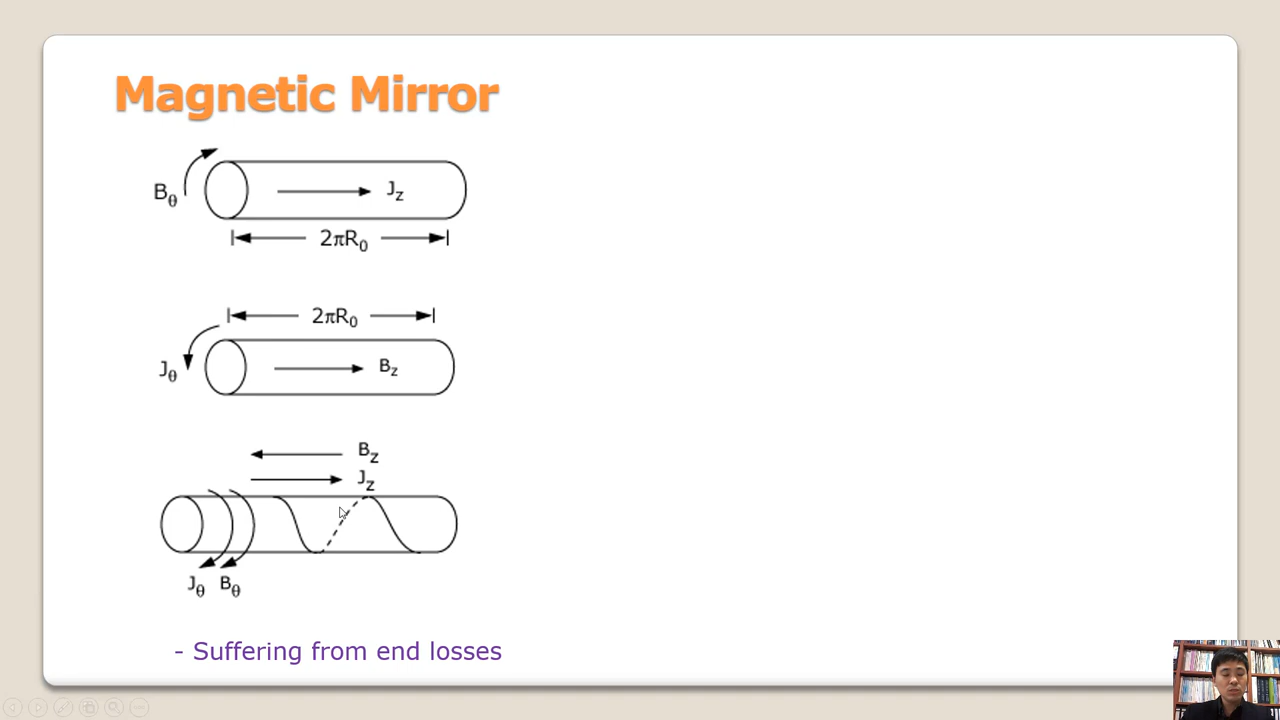 Magnetic Mirror
Bθ
Jz
2πR0
2πR0
Jθ
Bz
Bz
Jz
Jθ Bθ
- Suffering from end losses